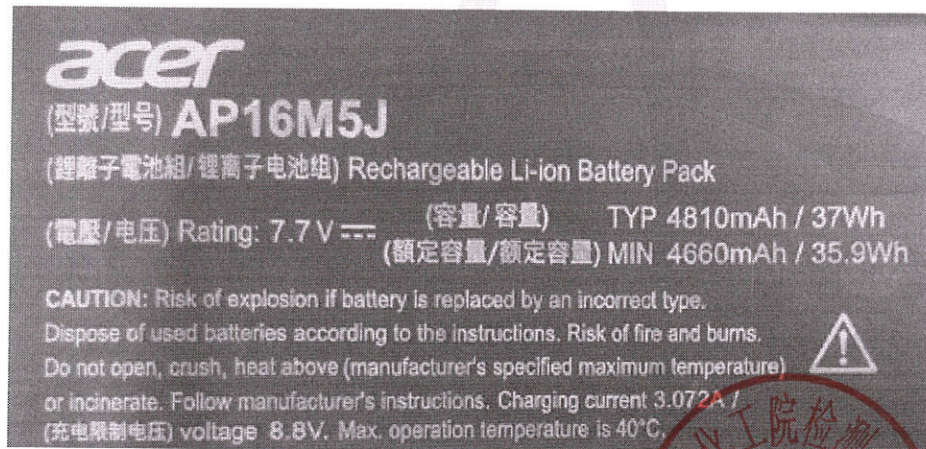 acer
(型號/型号) AP16M5J
(鋰離子電池組/锂离子电池组) Rechargeable Li-ion Battery Pack
(電壓/电压) Rating: 7.7 V (容量/容量) TYP 4810mAh / 37Wh
(額定容量/额定容量) MIN 4660mAh / 35.9Wh
CAUTION: Risk of explosion if battery is replaced by an incorrect type.
Dispose of used batteries according to the instructions. Risk of fire and burns.
Do not open, crush, heat above (manufacturer's specified maximum temperature)
or incinerate. Follow manufacturer's instructions. Charging current 3.072A /
(充电限制电压) voltage 8.8V. Max. operation temperature is 40°C,
工院检测